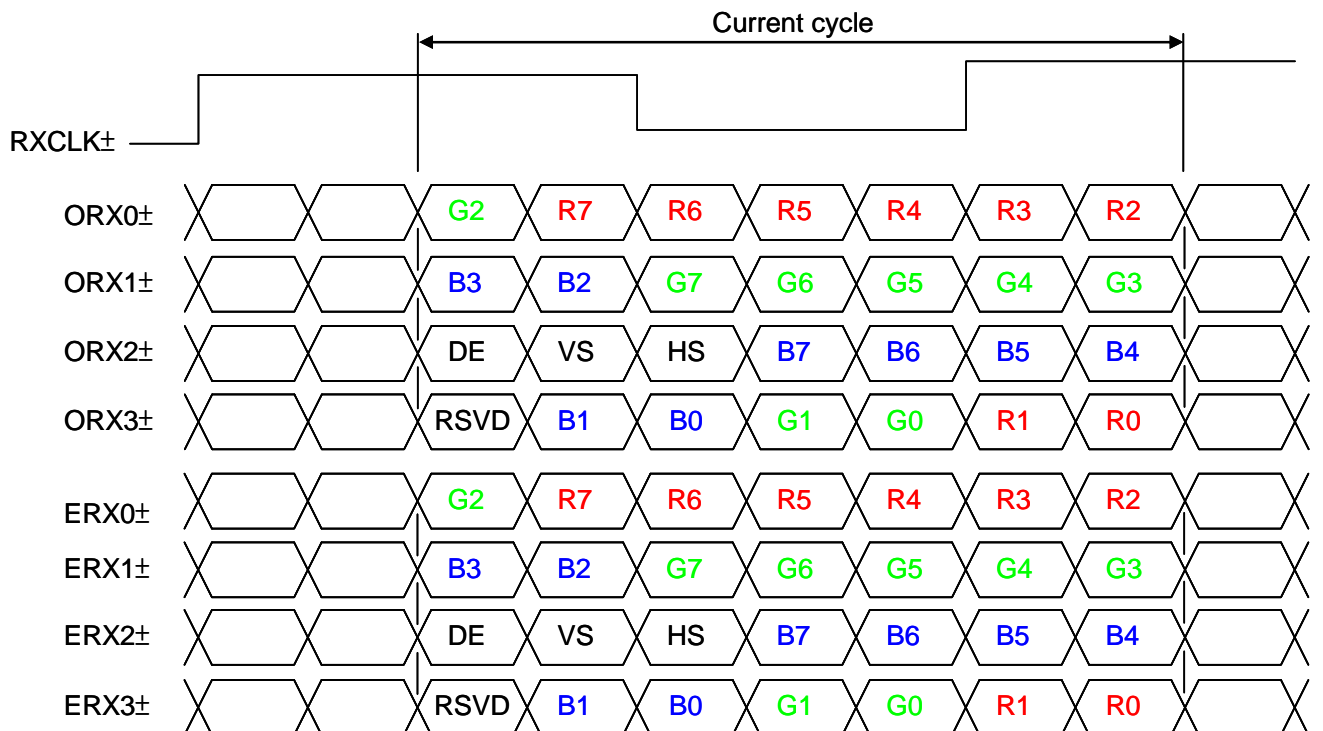 Current cycle
RXCLK±
ORX0± G2 R7 R6 R5 R4 R3 R2
ORX1± B3 B2 G7 G6 G5 G4 G3
ORX2± DE VS HS B7 B6 B5 B4
ORX3± RSVD B1 B0 G1 G0 R1 R0
ERX0± G2 R7 R6 R5 R4 R3 R2
ERX1± B3 B2 G7 G6 G5 G4 G3
ERX2± DE VS HS B7 B6 B5 B4
ERX3± RSVD B1 B0 G1 G0 R1 R0